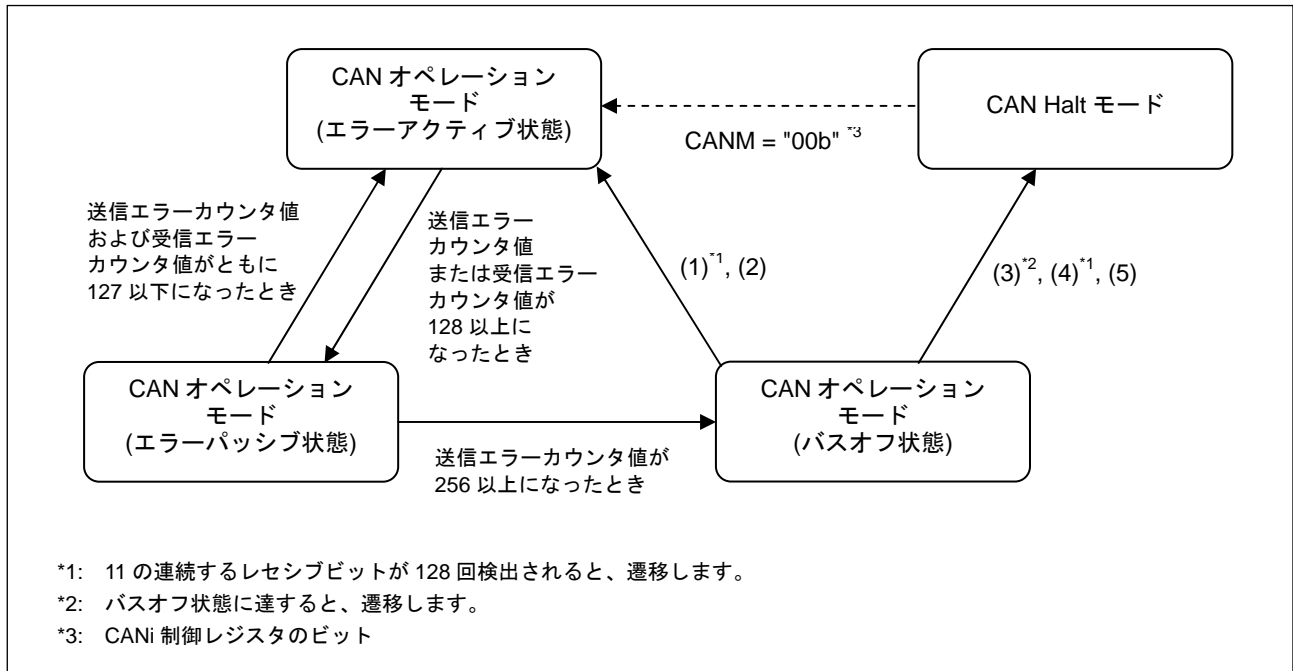 CAN オペレーション
モード
(エラーアクティブ状態)
CAN Halt モード
CANM = "00b" *3
送信エラーカウンタ値
および受信エラー
カウンタ値がともに
127 以下になったとき
送信エラー
カウンタ値
または受信エラー
カウンタ値が
128 以上に
なったとき
(1)*1, (2)
(3)*2, (4)*1, (5)
CAN オペレーション
モード
(エラーパッシブ状態)
CAN オペレーション
モード
(バスオフ状態)
送信エラーカウンタ値が
256 以上になったとき
*1: 11 の連続するレセシブビットが 128 回検出されると、遷移します。
*2: バスオフ状態に達すると、遷移します。
*3: CANi 制御レジスタのビット